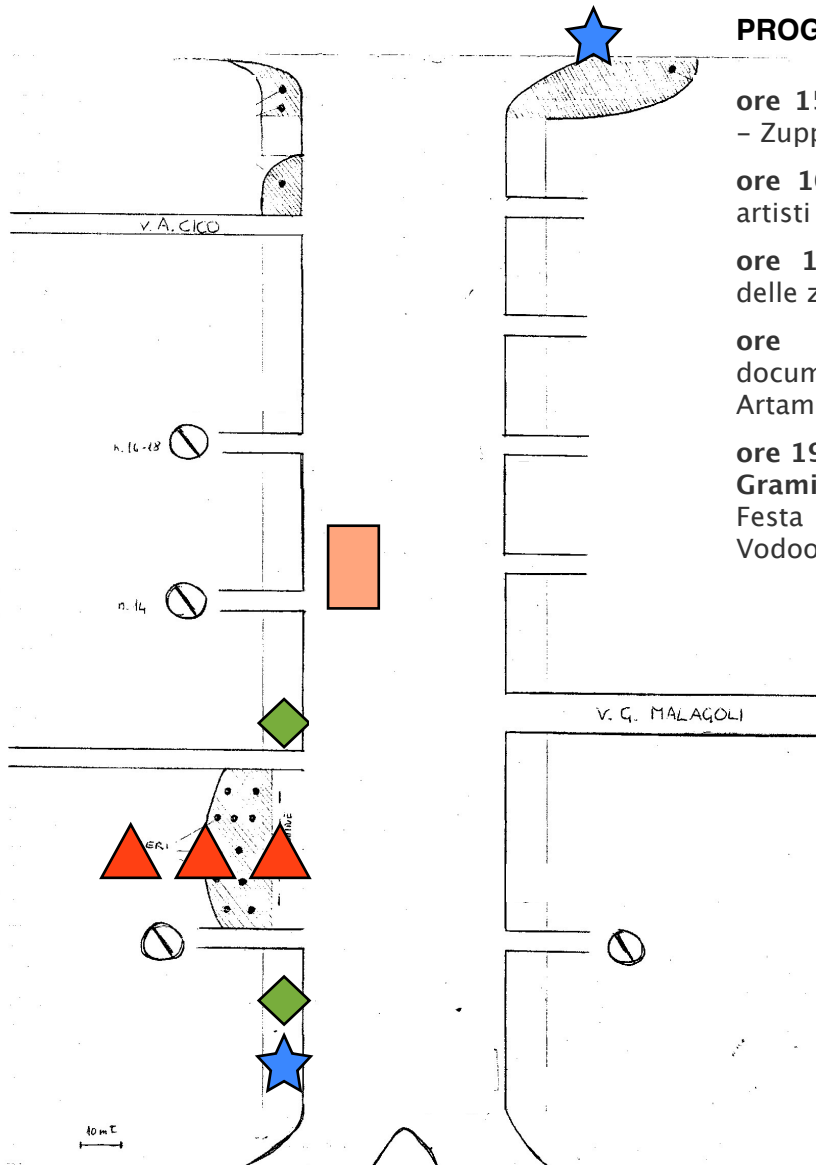 PROG
ore 15
– Zupp
ore 16
artisti
ore 1
delle z
ore
docum
Artam
ore 19
Grami
Festa
Vodoo
V. A. CICO
n. 16-18
n. 14
V. G. MALAGOLI
ERI
10 mt